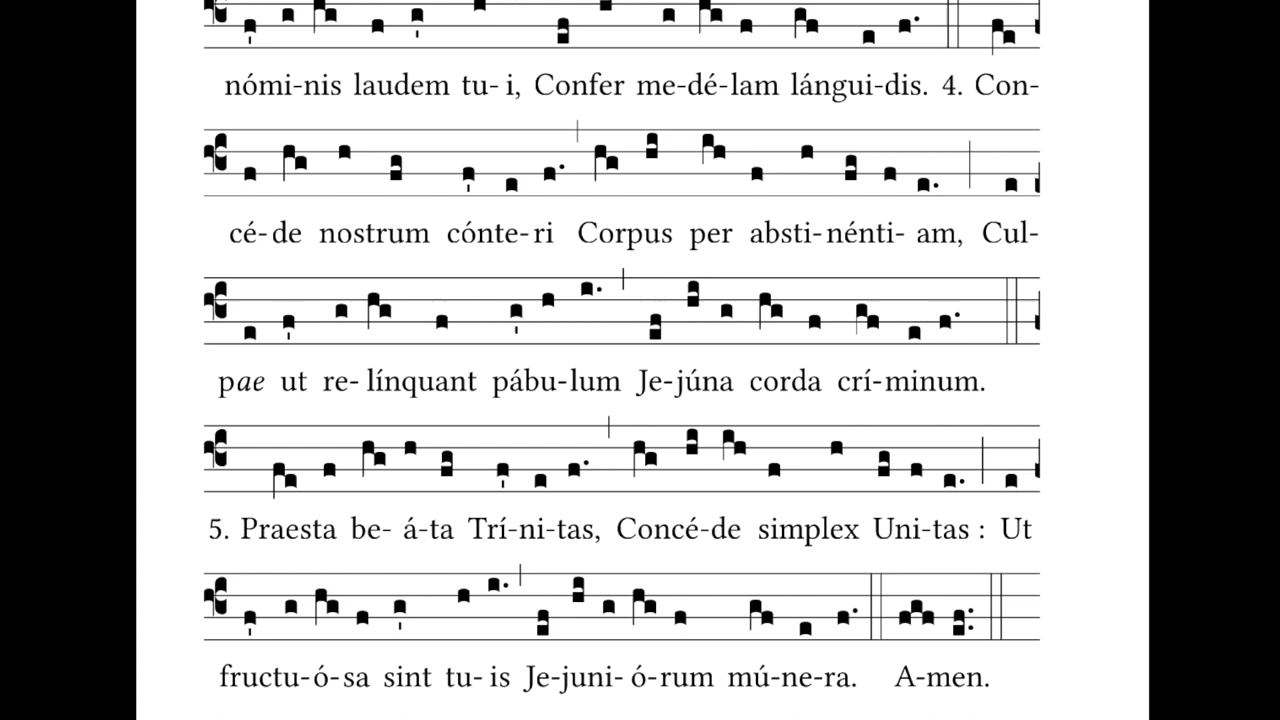 nómi-nis laudem tu- i, Confer me-dé-lam lángui-dis. 4. Con-
cé-de nostrum cónte-ri Corpus per absti-nénti- am, Cul-
pae ut re-línquant pábu-lum Je-júna corda crí-minum.
5. Praesta be- á-ta Trí-ni-tas, Concé-de simplex Uni-tas : Ut
fructu-ó-sa sint tu- is Je-juni- ó-rum mú-ne-ra. A-men.